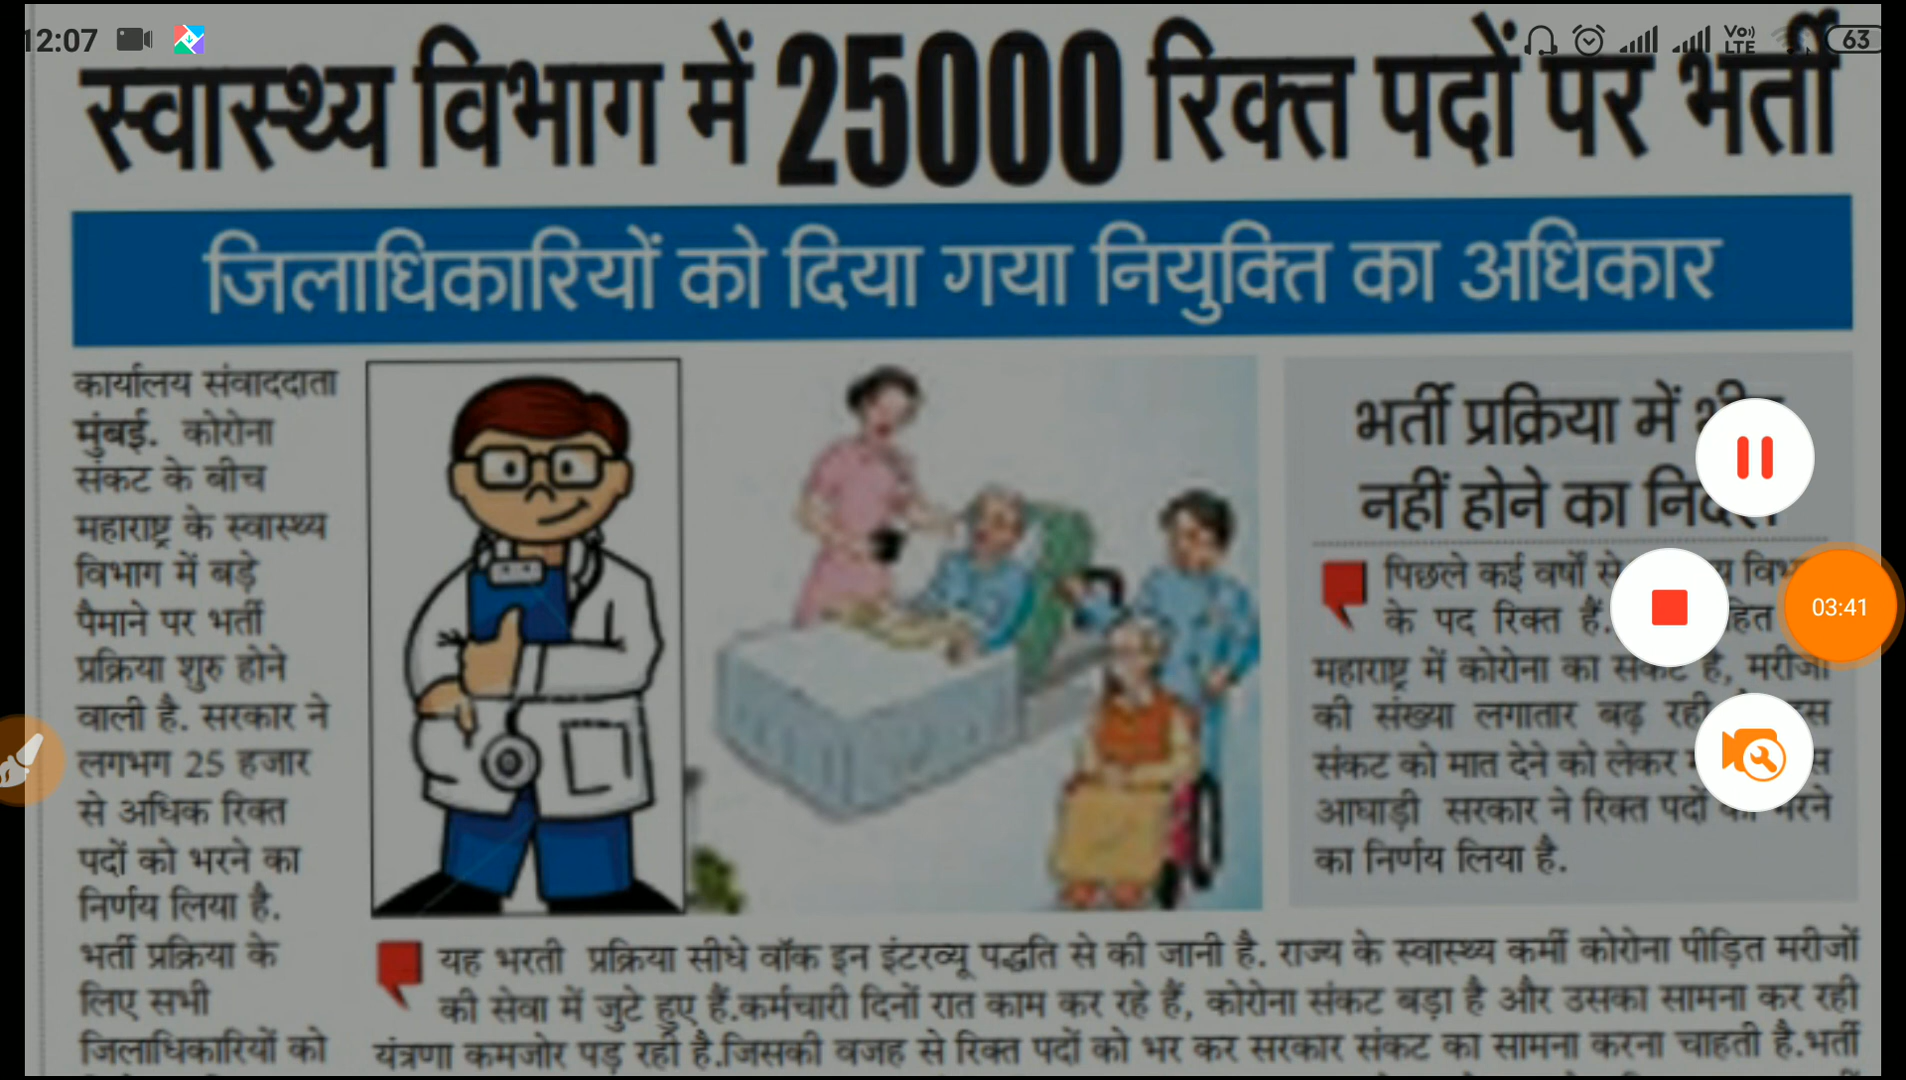 12:07
Vo)) LTE
63
स्वास्थ्य विभाग में 25000 रिक्त पदों पर भर्ती
जिलाधिकारियों को दिया गया नियुक्ति का अधिकार
कार्यालय संवाददाता
मुंबई. कोरोना
संकट के बीच
महाराष्ट्र के स्वास्थ्य
विभाग में बड़े
पैमाने पर भर्ती
प्रक्रिया शुरु होने
वाली है. सरकार ने
लगभग 25 हजार
से अधिक रिक्त
पदों को भरने का
निर्णय लिया है.
भर्ती प्रक्रिया के
लिए सभी
जिलाधिकारियों को
भर्ती प्रक्रिया में
नहीं होने का
पिछले कई वर्षों से
के पद रिक्त हैं.
महाराष्ट्र में कोरोना का संकट है, मरीजों
की संख्या लगातार बढ़ रही
संकट को मात देने को लेकर
आघाड़ी सरकार ने रिक्त पदों को भरने
का निर्णय लिया है.
03:41
यह भरती प्रक्रिया सीधे वॉक इन इंटरव्यू पद्धति से की जानी है. राज्य के स्वास्थ्य कर्मी कोरोना पीड़ित मरीजों
की सेवा में जुटे हुए हैं.कर्मचारी दिनों रात काम कर रहे हैं, कोरोना संकट बड़ा है और उसका सामना कर रही
यंत्रणा कमजोर पड़ रही है.जिसकी वजह से रिक्त पदों को भर कर सरकार संकट का सामना करना चाहती है.भर्ती